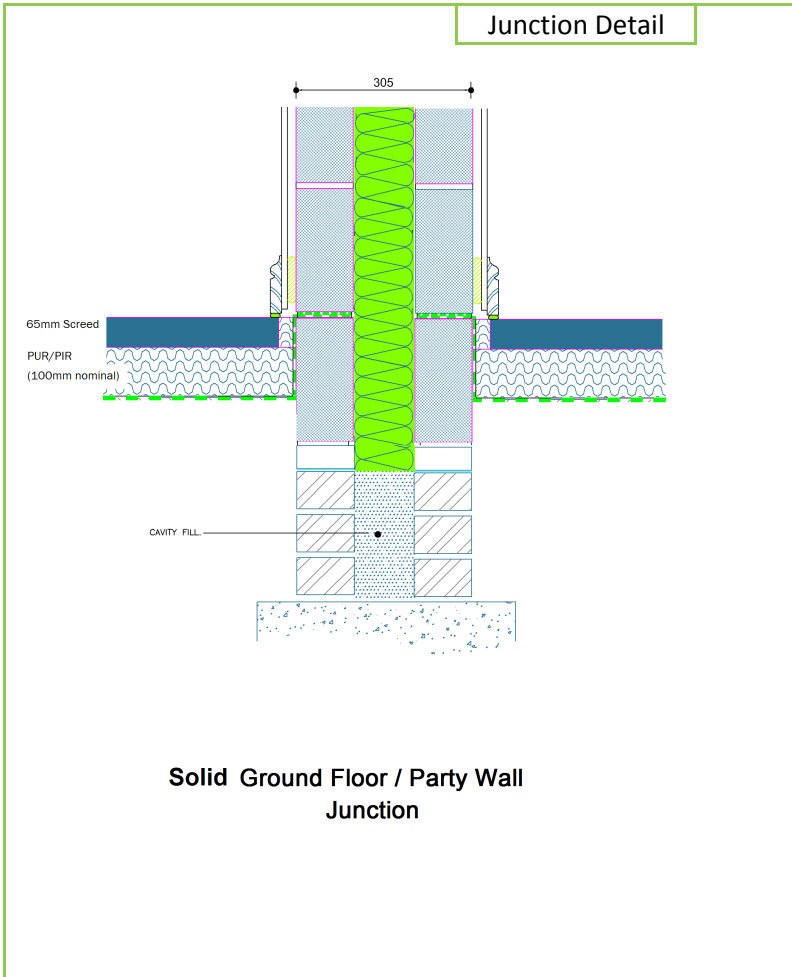 Junction Detail
305
65mm Screed
PUR/PIR
(100mm nominal)
CAVITY FILL.
Solid Ground Floor / Party Wall
Junction